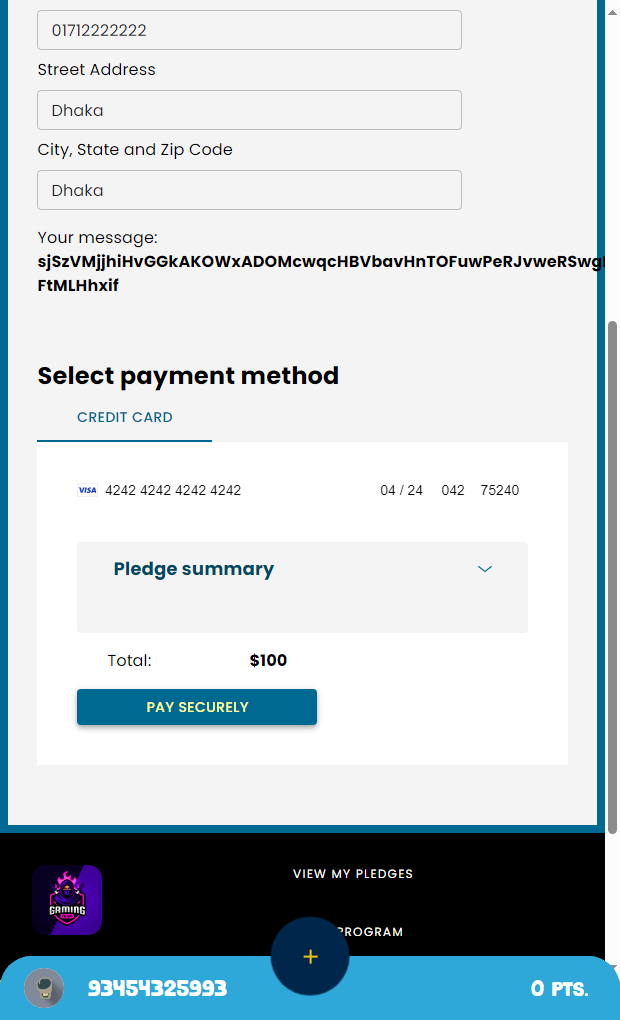 01712222222
Street Address
Dhaka
City, State and Zip Code
Dhaka
Your message:
sjSzVMjjhiHvGGkAKOWxADOMcwqcHBVbavHnTOFuwPeRJvweRSwg
FtMLHhxif
Select payment method
CREDIT CARD
VISA 4242 4242 4242 4242 04 / 24 042 75240
Pledge summary
Total: $100
PAY SECURELY
VIEW MY PLEDGES
GAMING
PROGRAM
+
93454325993 0 PTS.